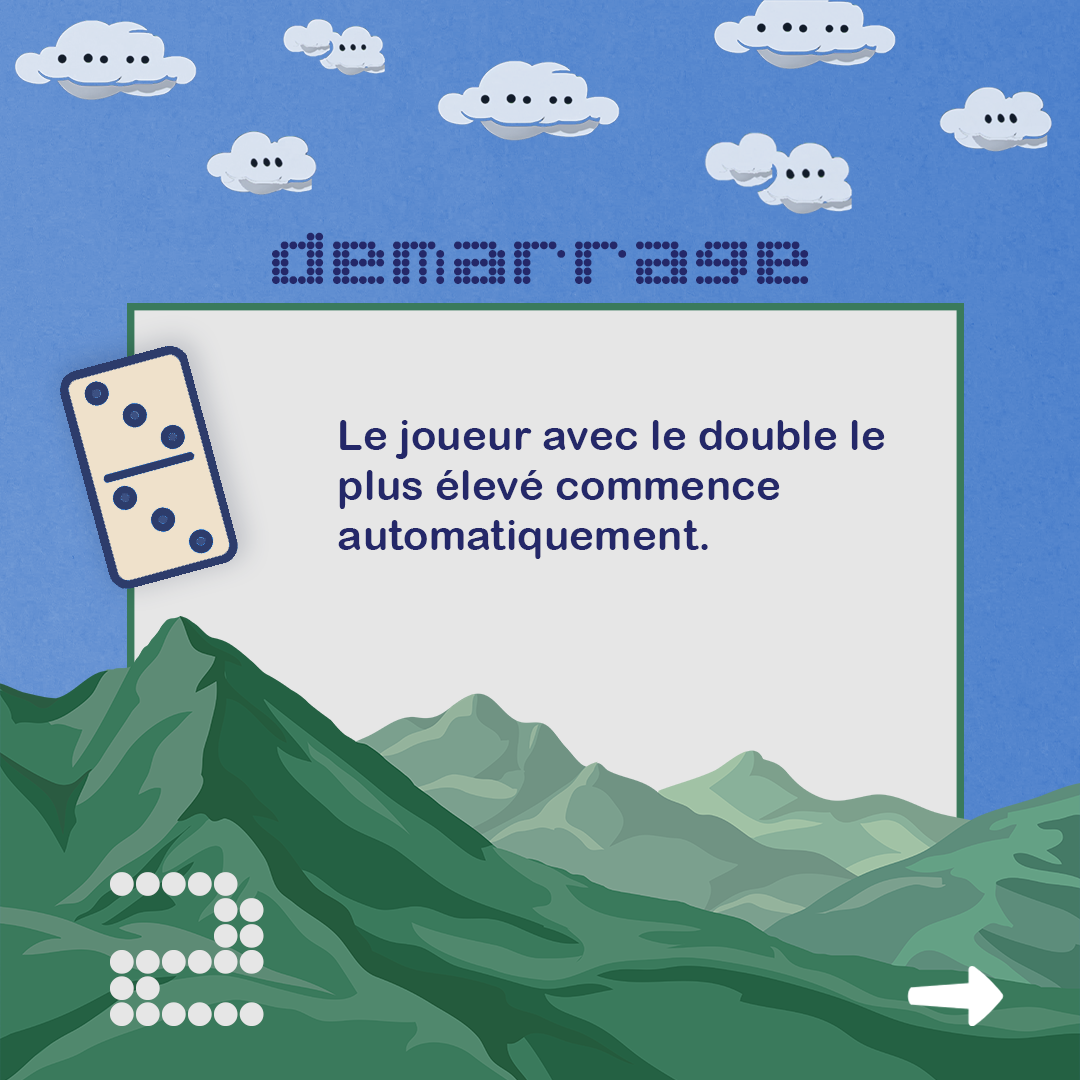 demarrage
Le joueur avec le double le
plus élevé commence
automatiquement.
2